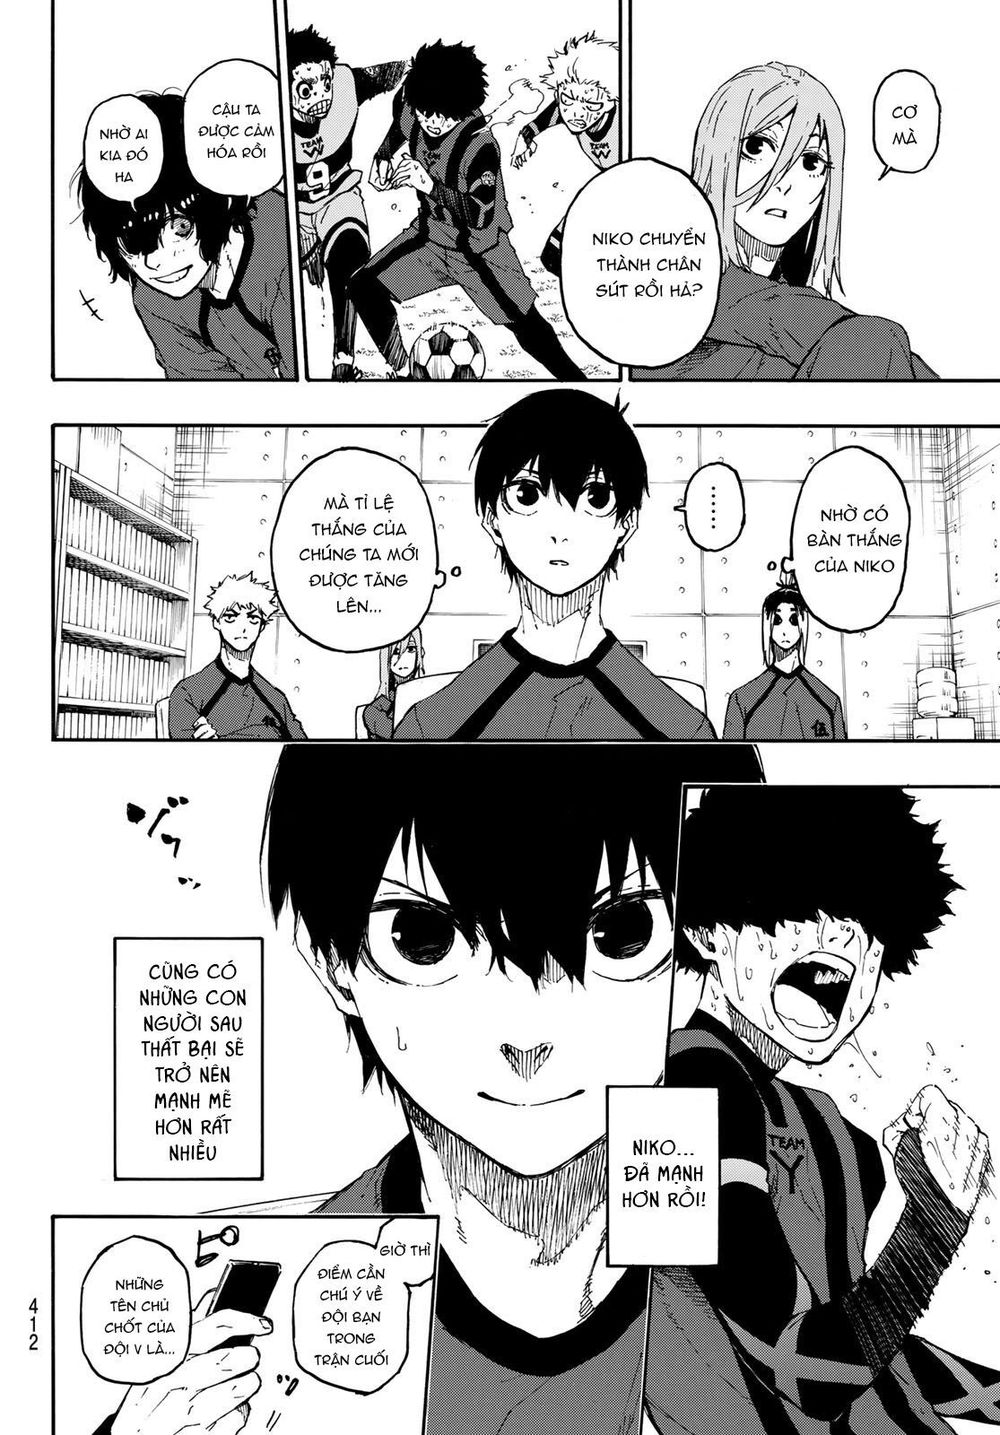 CƠ
MÀ
NIKO CHUYỂN
THÀNH CHÂN
SÚT RỒI HẢ?
TEAM
W
9
TEAM
W
CẬU TA
ĐƯỢC CẢM
HÓA RỒI
NHỜ AI
KIA ĐÓ
HA
NHỜ CÓ
BÀN THẮNG
CỦA NIKO
......
MÀ TỈ LỆ
THẮNG CỦA
CHÚNG TA MỚI
ĐƯỢC TĂNG
LÊN...
伍
伍
伍
TEAM
Y
NIKO...
ĐÃ MẠNH
HƠN RỒI!
CŨNG CÓ
NHỮNG CON
NGƯỜI SAU
THẤT BẠI SẼ
TRỞ NÊN
MẠNH MẼ
HƠN RẤT
NHIỀU
GIỜ THÌ
ĐIỂM CẦN
CHÚ Ý VỀ
ĐỘI BẠN
TRONG
TRẬN CUỐI
NHỮNG
TÊN CHỦ
CHỐT CỦA
ĐỘI V LÀ...
412